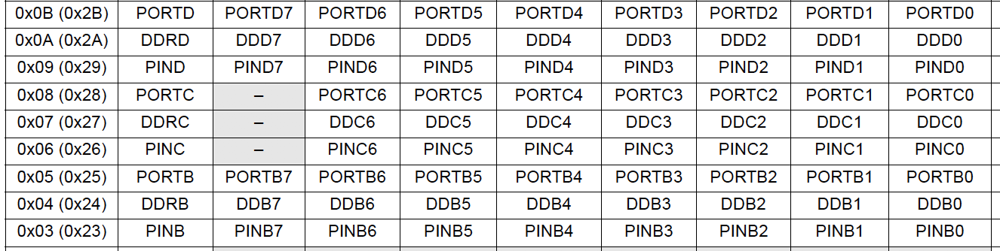 0x0B (0x2B) PORTD PORTD7 PORTD6 PORTD5 PORTD4 PORTD3 PORTD2 PORTD1 PORTD0
0x0A (0x2A) DDRD DDD7 DDD6 DDD5 DDD4 DDD3 DDD2 DDD1 DDD0
0x09 (0x29) PIND PIND7 PIND6 PIND5 PIND4 PIND3 PIND2 PIND1 PIND0
0x08 (0x28) PORTC – PORTC6 PORTC5 PORTC4 PORTC3 PORTC2 PORTC1 PORTC0
0x07 (0x27) DDRC – DDC6 DDC5 DDC4 DDC3 DDC2 DDC1 DDC0
0x06 (0x26) PINC – PINC6 PINC5 PINC4 PINC3 PINC2 PINC1 PINC0
0x05 (0x25) PORTB PORTB7 PORTB6 PORTB5 PORTB4 PORTB3 PORTB2 PORTB1 PORTB0
0x04 (0x24) DDRB DDB7 DDB6 DDB5 DDB4 DDB3 DDB2 DDB1 DDB0
0x03 (0x23) PINB PINB7 PINB6 PINB5 PINB4 PINB3 PINB2 PINB1 PINB0